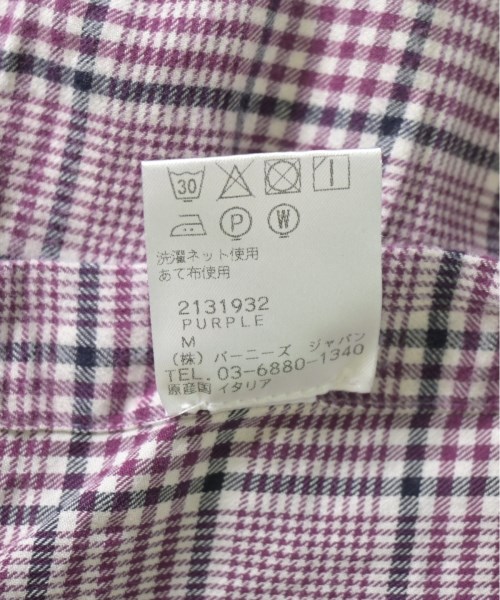 30
P W
洗濯ネット使用
あて布使用
2131932
PURPLE
M
(株) バーニーズ ジャパン
TEL. 03-6880-1340
原産国 イタリア